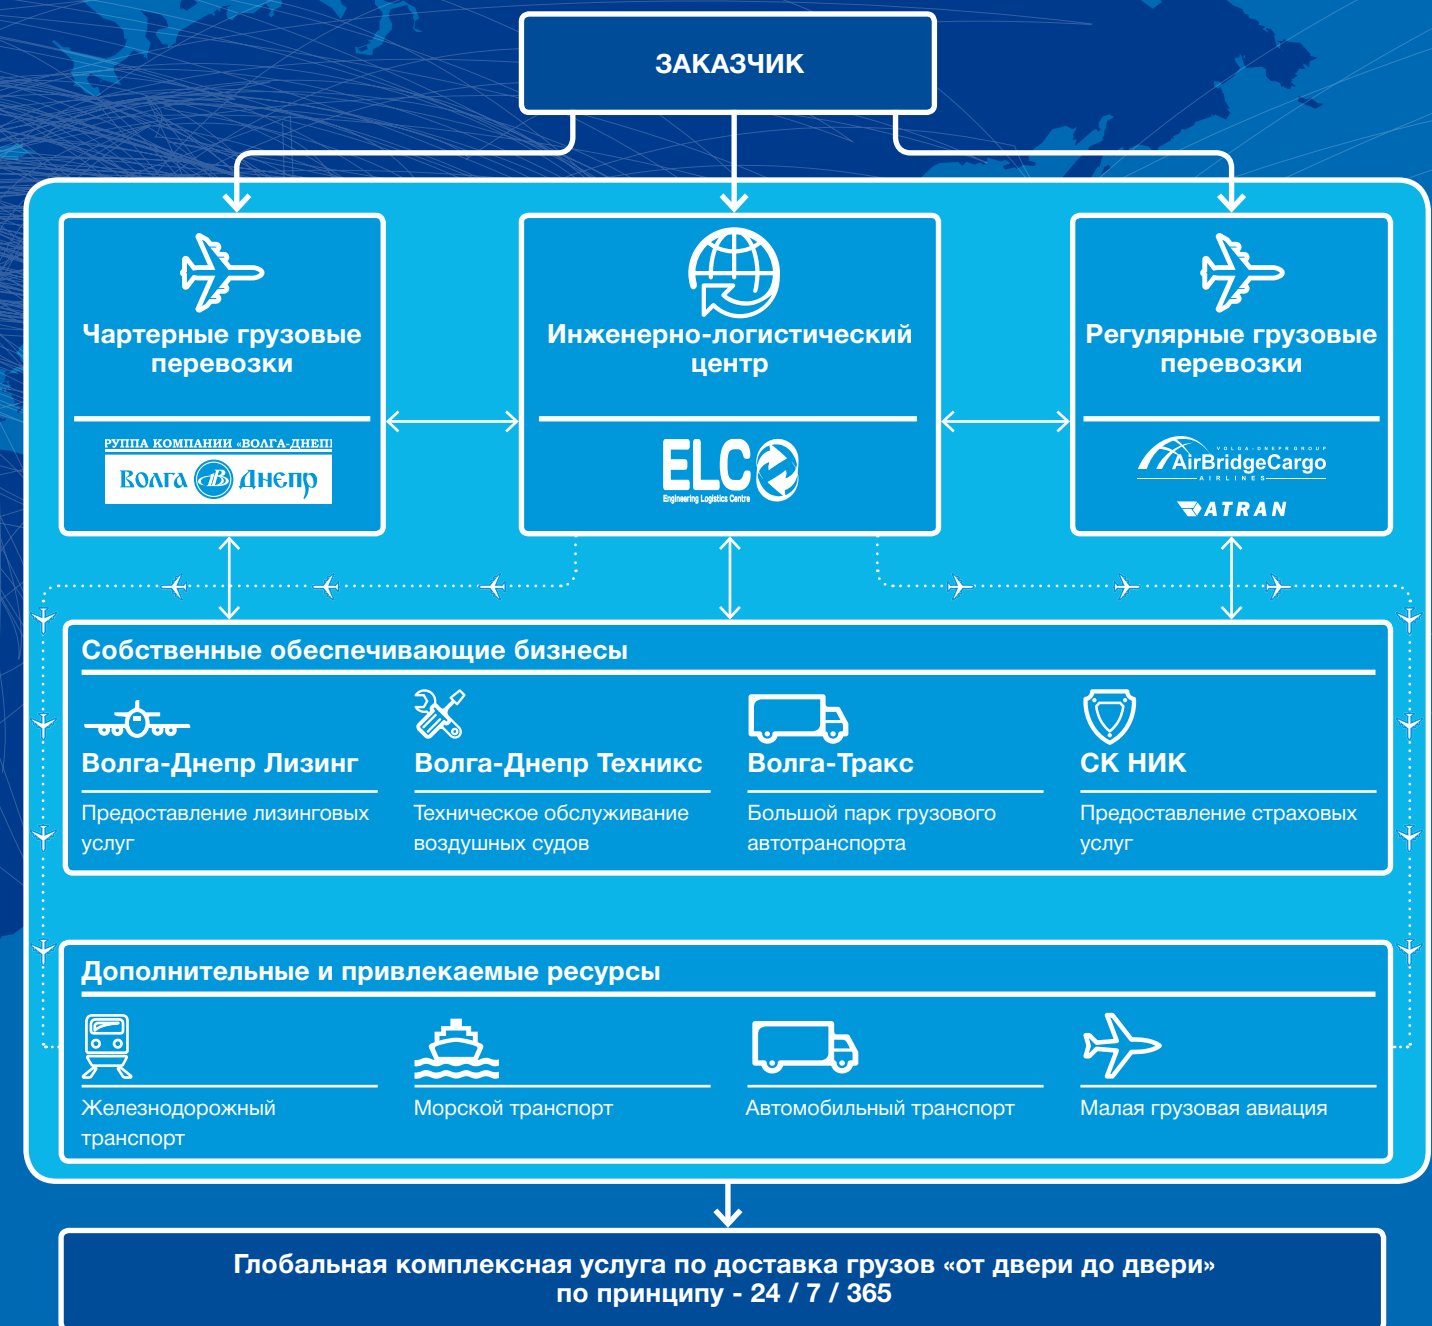 ЗАКАЗЧИК
Чартерные грузовые
перевозки
РУППА КОМПАНИИ «ВОЛГА-ДНЕП
ВОЛГА ДНЕПР
Инженерно-логистический
центр
ELC
Engineering Logistics Centre
Регулярные грузовые
перевозки
VOLGA-DNEPR GROUP
AirBridgeCargo
AIRLINES
ATRAN
Собственные обеспечивающие бизнесы
Волга-Днепр Лизинг
Предоставление лизинговых
услуг
Волга-Днепр Техникс
Техническое обслуживание
воздушных судов
Волга-Тракс
Большой парк грузового
автотранспорта
СК НИК
Предоставление страховых
услуг
Дополнительные и привлекаемые ресурсы
Железнодорожный
транспорт
Морской транспорт
Автомобильный транспорт
Малая грузовая авиация
Глобальная комплексная услуга по доставка грузов «от двери до двери»
по принципу - 24 / 7 / 365